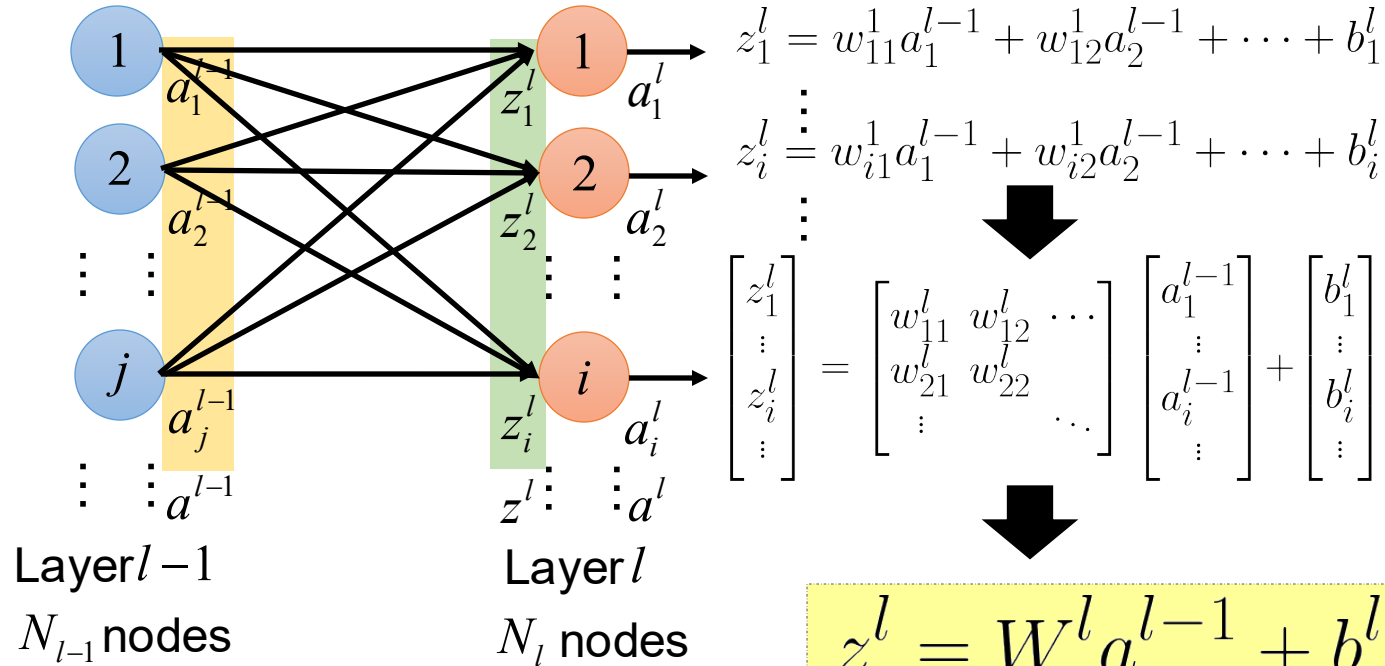 1
a_1^{l-1}
2
a_2^{l-1}
⋮ ⋮
j
a_j^{l-1}
⋮ ⋮
a^{l-1}
Layer l-1
N_{l-1} nodes
1
z_1^l
a_1^l
2
z_2^l
a_2^l
⋮ ⋮
i
z_i^l
a_i^l
⋮ ⋮
z^l
a^l
Layer l
N_l nodes
z_1^l = w_{11}^1 a_1^{l-1} + w_{12}^1 a_2^{l-1} + ⋯ + b_1^l
⋮
z_i^l = w_{i1}^1 a_1^{l-1} + w_{i2}^1 a_2^{l-1} + ⋯ + b_i^l
⋮
[z_1^l ⋮ z_i^l ⋮] = [w_{11}^l w_{12}^l ⋯ w_{21}^l w_{22}^l ⋮ ⋱] [a_1^{l-1} ⋮ a_i^{l-1} ⋮] + [b_1^l ⋮ b_i^l ⋮]
z^l = W^l a^{l-1} + b^l